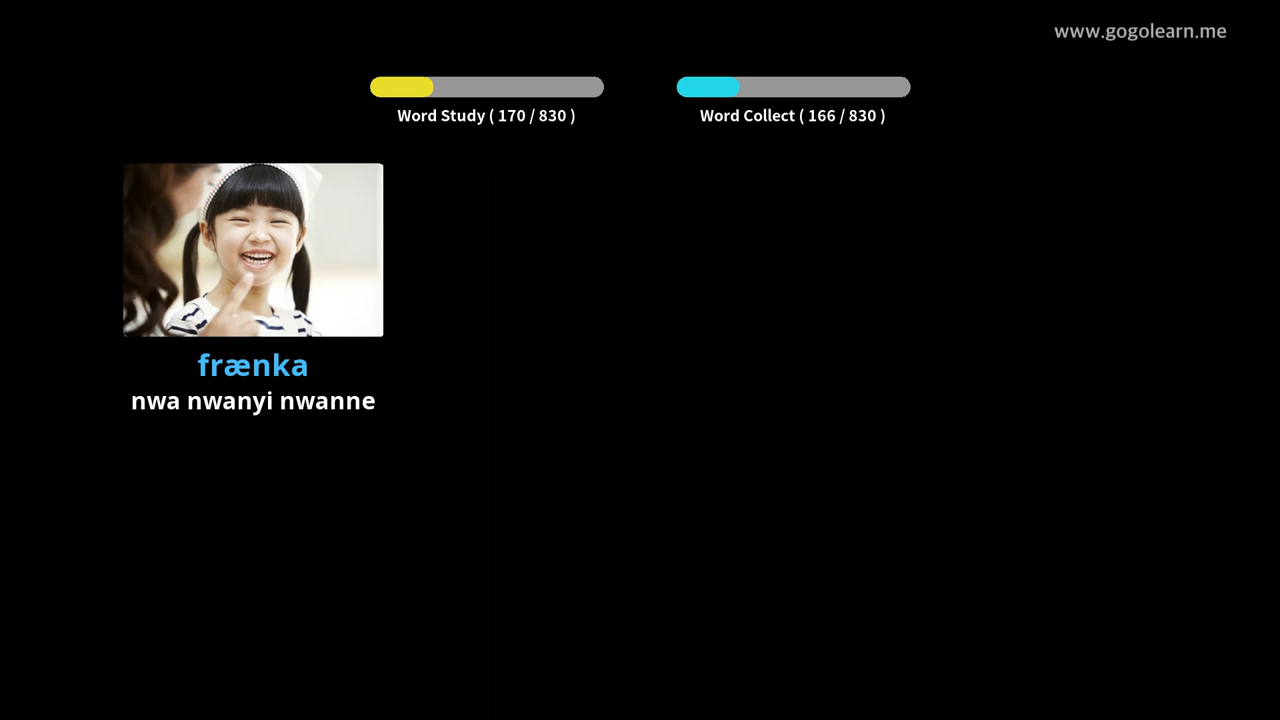 www.gogolearn.me
Word Study ( 170 / 830 )
Word Collect ( 166 / 830 )
frænka
nwa nwanyi nwanne